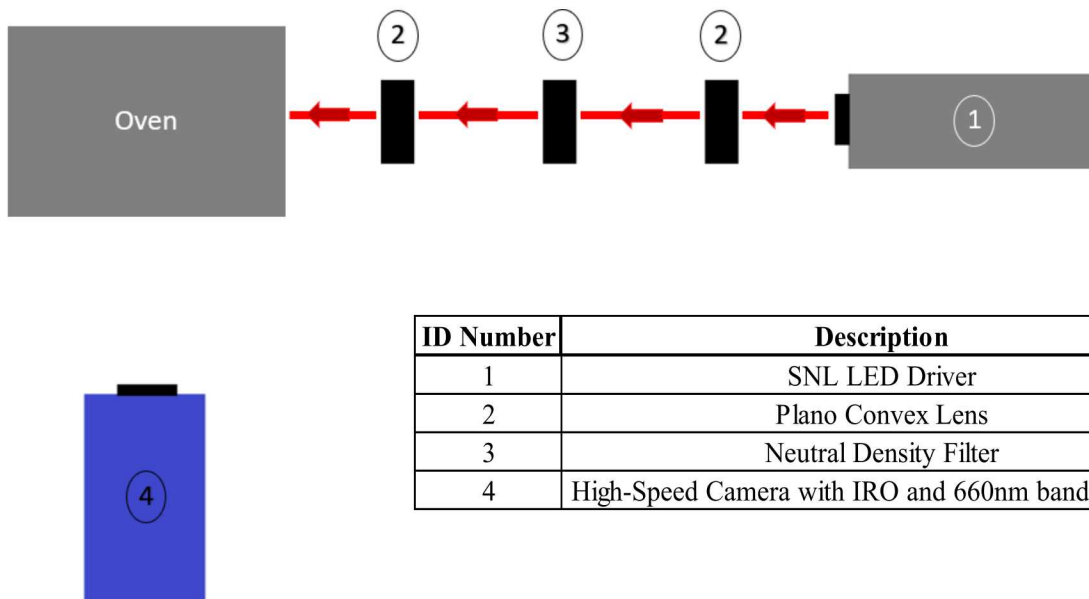 2 3 2
Oven 1
ID Number Description
1 SNL LED Driver
2 Plano Convex Lens
3 Neutral Density Filter
4 High-Speed Camera with IRO and 660nm band
4